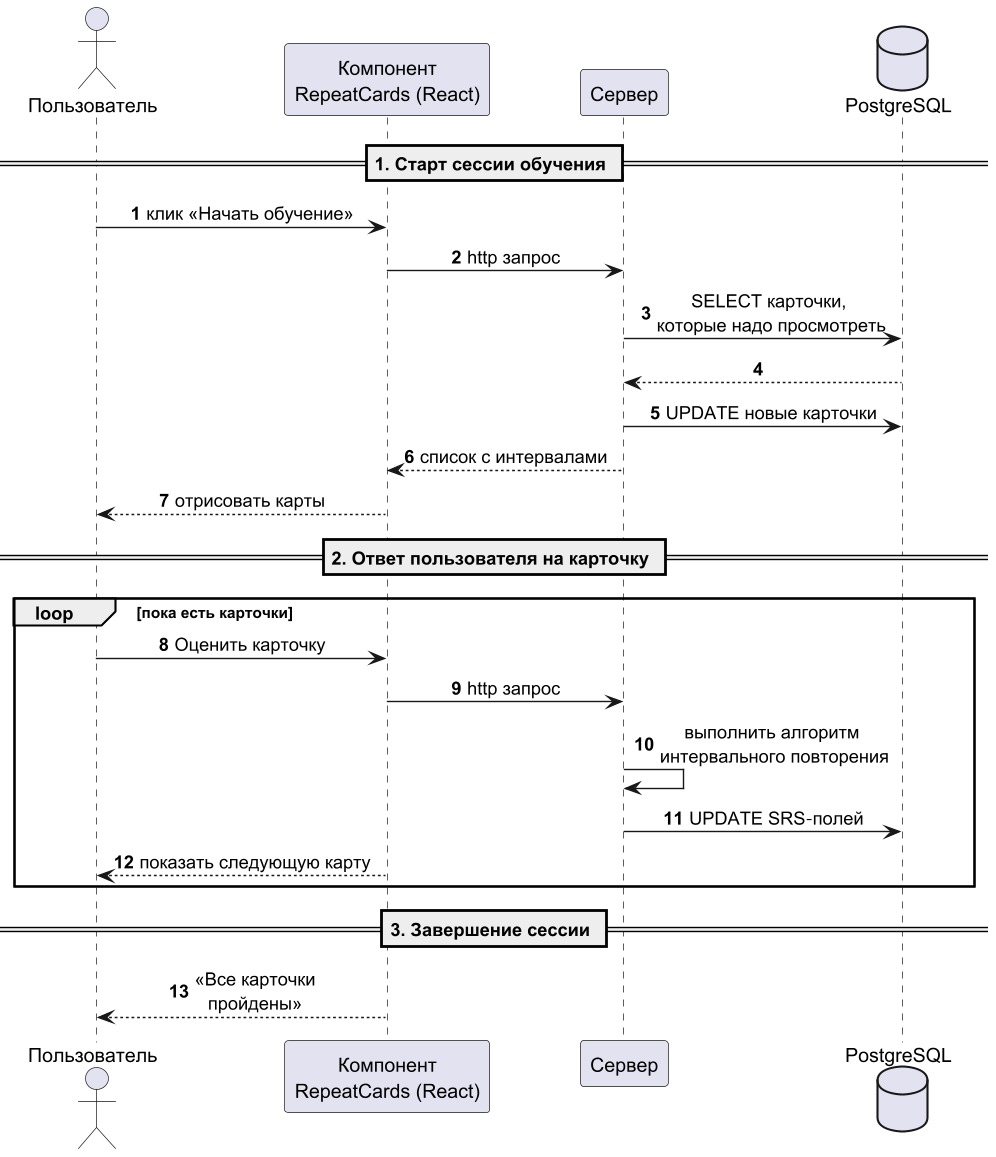 Пользователь
Компонент
RepeatCards (React)
Сервер
PostgreSQL
1. Старт сессии обучения
1 клик «Начать обучение»
2 http запрос
3 SELECT карточки,
которые надо просмотреть
4
5 UPDATE новые карточки
6 список с интервалами
7 отрисовать карты
2. Ответ пользователя на карточку
loop [пока есть карточки]
8 Оценить карточку
9 http запрос
10 выполнить алгоритм
интервального повторения
11 UPDATE SRS-полей
12 показать следующую карту
3. Завершение сессии
13 «Все карточки
пройдены»
Пользователь
Компонент
RepeatCards (React)
Сервер
PostgreSQL